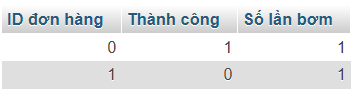 ID đơn hàng Thành công Số lần bơm
0 1 1
1 0 1